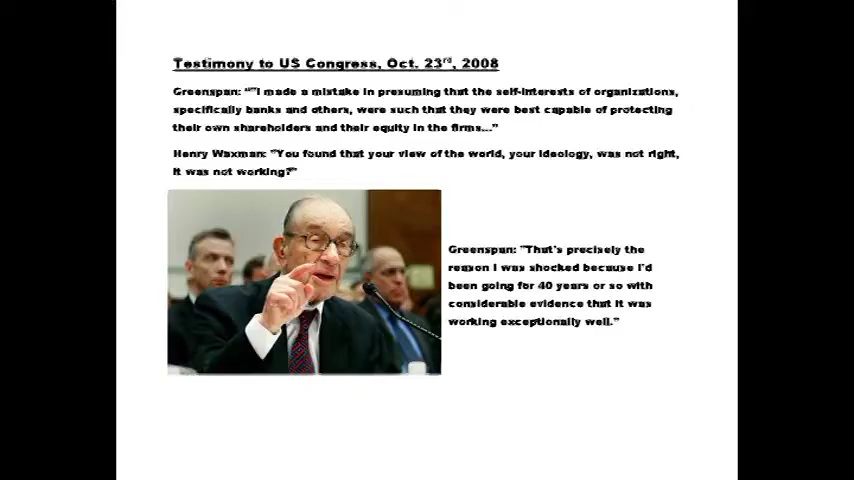 Testimony to US Congress, Oct. 23rd, 2008
Greenspan: “"I made a mistake in presuming that the self-interests of organizations,
specifically banks and others, were such that they were best capable of protecting
their own shareholders and their equity in the firms..."
Henry Waxman: "You found that your view of the world, your ideology, was not right,
it was not working?"
Greenspan: "That's precisely the
reason I was shocked because I'd
been going for 40 years or so with
considerable evidence that it was
working exceptionally well."